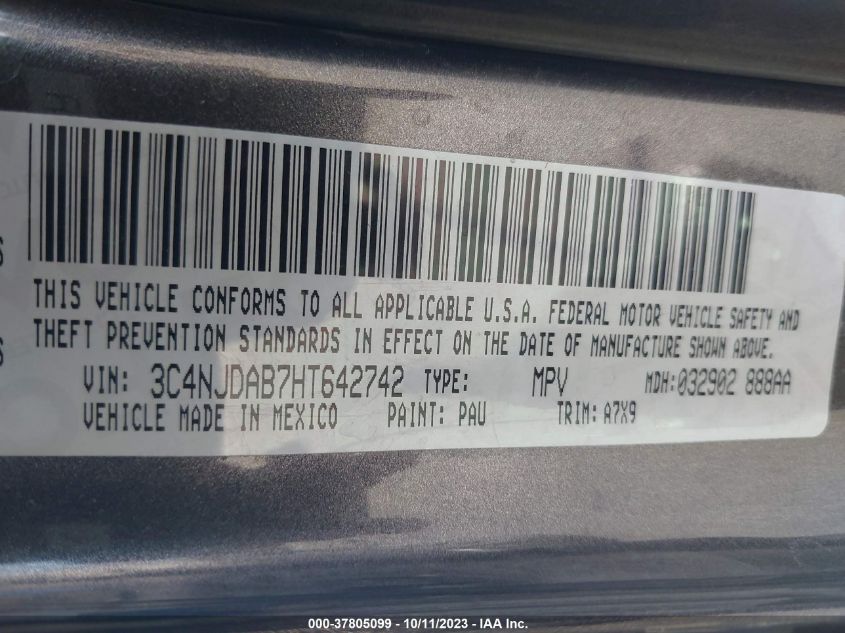 THIS VEHICLE CONFORMS TO ALL APPLICABLE U.S.A. FEDERAL MOTOR VEHICLE SAFETY AND
THEFT PREVENTION STANDARDS IN EFFECT ON THE DATE OF MANUFACTURE SHOWN ABOVE.
VIN: 3C4NJDAB7HT642742 TYPE: MPV MDH:032902 888AA
VEHICLE MADE IN MEXICO PAINT: PAU TRIM: A7X9
000-37805099 - 10/11/2023 - IAA Inc.